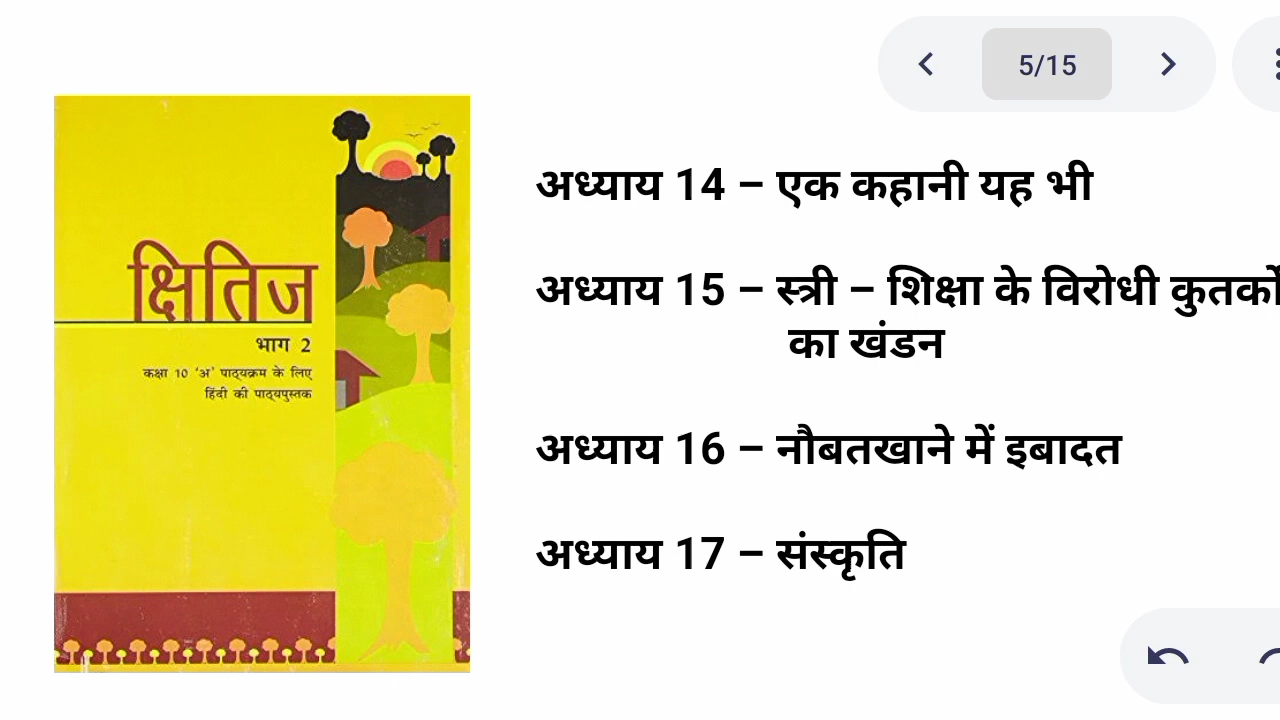 5/15
क्षितिज
भाग 2
कक्षा 10 ‘अ’ पाठ्यक्रम के लिए
हिंदी की पाठ्यपुस्तक
अध्याय 14 – एक कहानी यह भी
अध्याय 15 – स्त्री – शिक्षा के विरोधी कुतर्कों
का खंडन
अध्याय 16 – नौबतखाने में इबादत
अध्याय 17 – संस्कृति